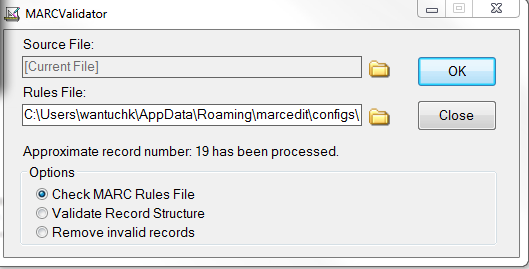 MARCValidator
Source File:
[Current File]
OK
Rules File:
C:\Users\wantuchk\AppData\Roaming\marcedit\configs\
Close
Approximate record number: 19 has been processed.
Options
Check MARC Rules File
Validate Record Structure
Remove invalid records